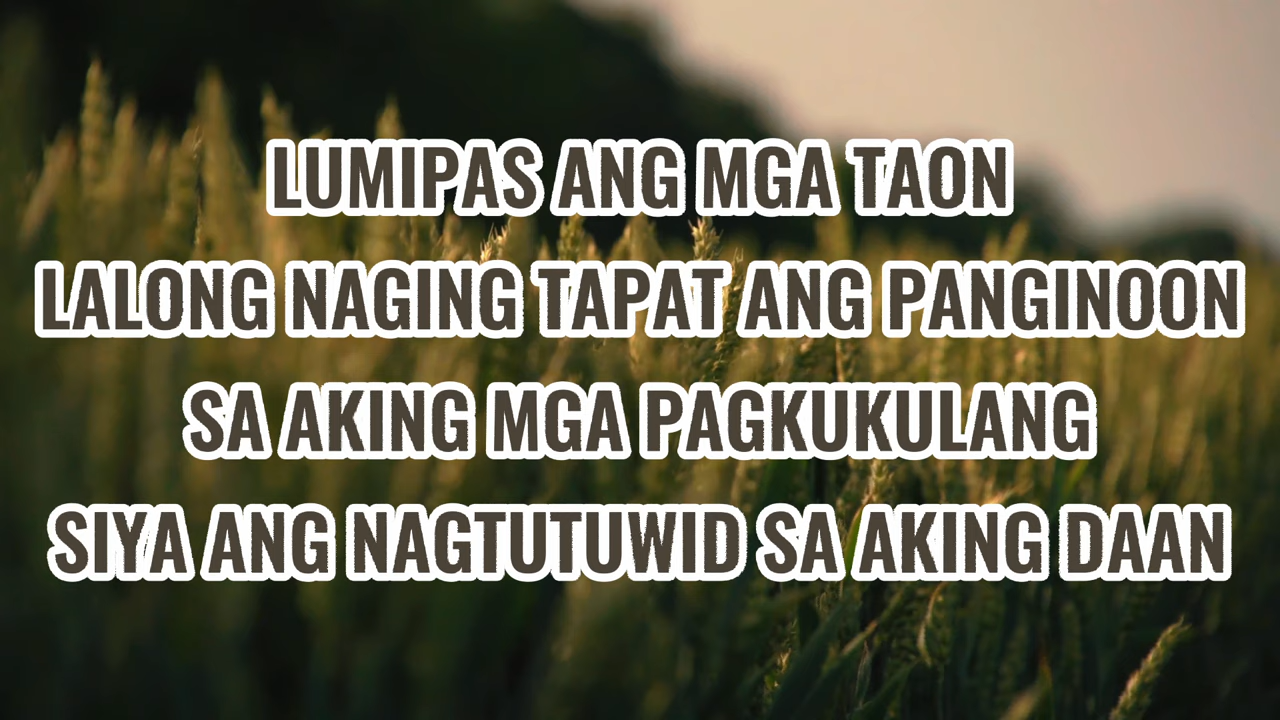 LUMIPAS ANG MGA TAON
LALONG NAGING TAPAT ANG PANGINOON
SA AKING MGA PAGKUKULANG
SIYA ANG NAGTUTUWID SA AKING DAAN